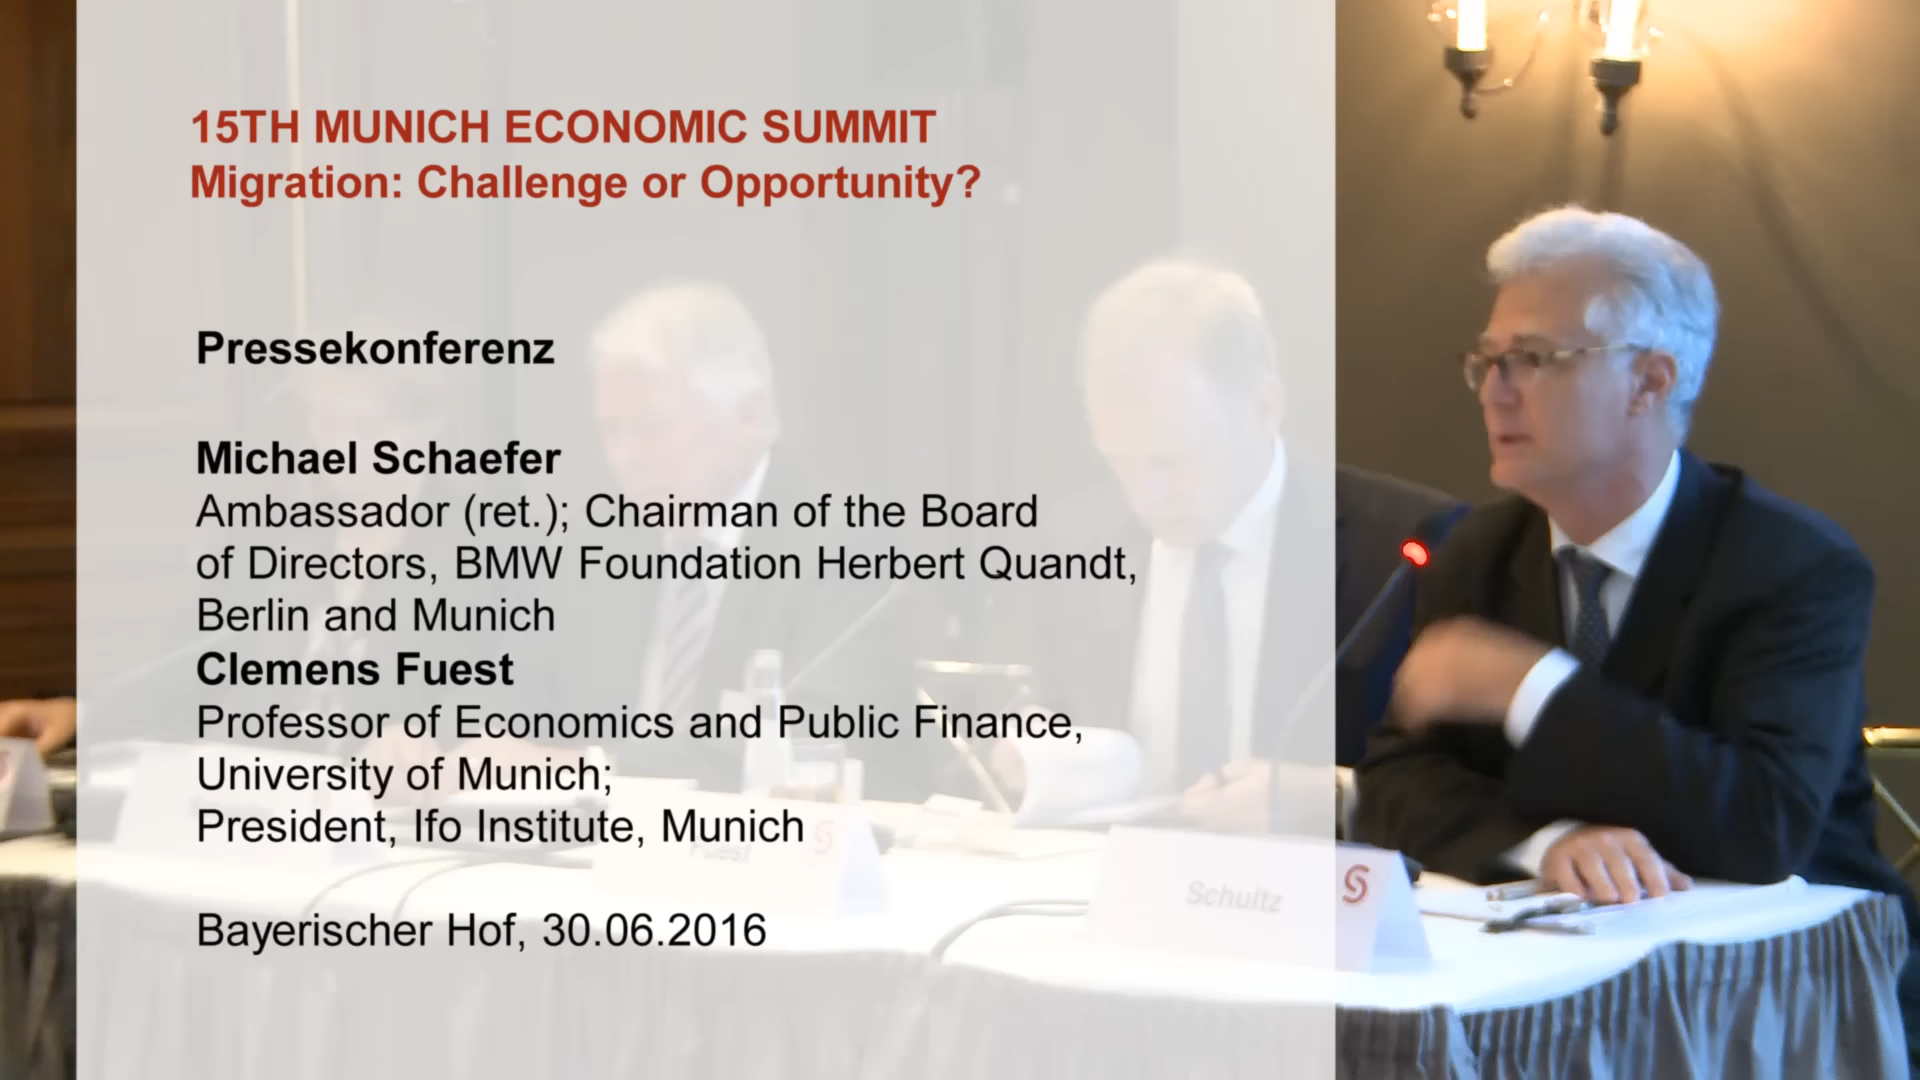 15TH MUNICH ECONOMIC SUMMIT
Migration: Challenge or Opportunity?
Pressekonferenz
Michael Schaefer
Ambassador (ret.); Chairman of the Board
of Directors, BMW Foundation Herbert Quandt,
Berlin and Munich
Clemens Fuest
Professor of Economics and Public Finance,
University of Munich;
President, Ifo Institute, Munich
Fuest
Schultz
Bayerischer Hof, 30.06.2016